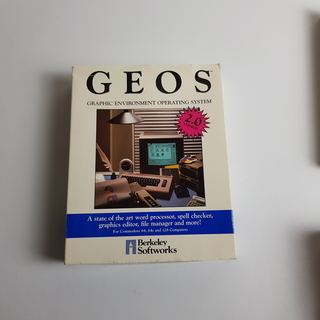 GEOS
GRAPHIC ENVIRONMENT OPERATING SYSTEM
2.0
A state of the art word processor, spell checker,
graphics editor, file manager and more!
For Commodore 64, 64c and 128 Computers
Berkeley
Softworks